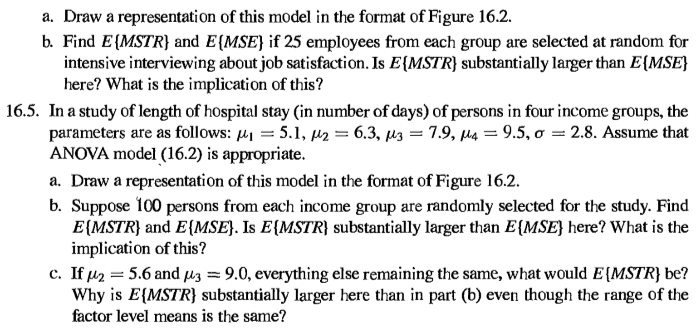 a. Draw a representation of this model in the format of Figure 16.2.
b. Find E{MSTR} and E{MSE} if 25 employees from each group are selected at random for
intensive interviewing about job satisfaction. Is E{MSTR} substantially larger than E{MSE}
here? What is the implication of this?
16.5. In a study of length of hospital stay (in number of days) of persons in four income groups, the
parameters are as follows: μ₁ = 5.1, μ₂ = 6.3, μ₃ = 7.9, μ₄ = 9.5, σ = 2.8. Assume that
ANOVA model (16.2) is appropriate.
a. Draw a representation of this model in the format of Figure 16.2.
b. Suppose 100 persons from each income group are randomly selected for the study. Find
E{MSTR} and E{MSE}. Is E{MSTR} substantially larger than E{MSE} here? What is the
implication of this?
c. If μ₂ = 5.6 and μ₃ = 9.0, everything else remaining the same, what would E{MSTR} be?
Why is E{MSTR} substantially larger here than in part (b) even though the range of the
factor level means is the same?